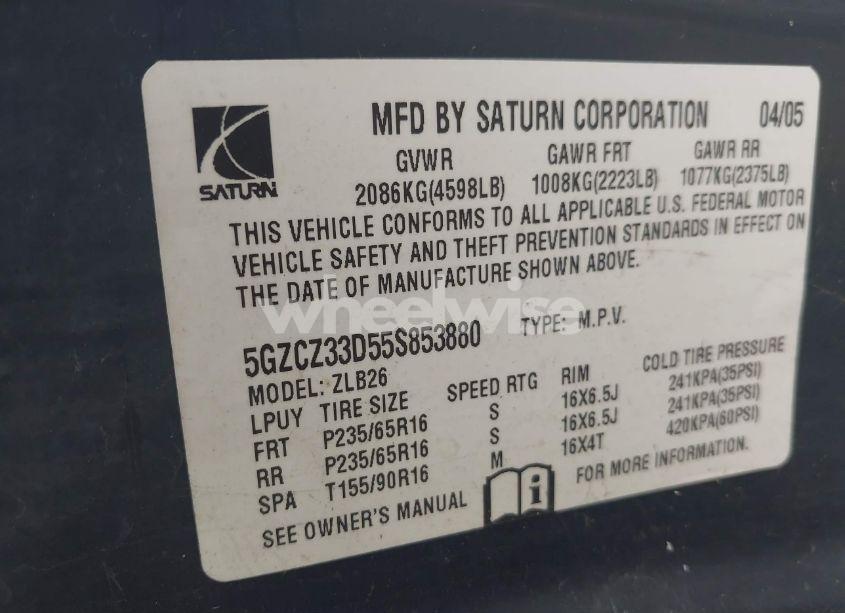 MFD BY SATURN CORPORATION 04/05
SATURN
GVWR GAWR FRT GAWR RR
2086KG(4598LB) 1008KG(2223LB) 1077KG(2375LB)
THIS VEHICLE CONFORMS TO ALL APPLICABLE U.S. FEDERAL MOTOR
VEHICLE SAFETY AND THEFT PREVENTION STANDARDS IN EFFECT ON
THE DATE OF MANUFACTURE SHOWN ABOVE.
wheelwise
5GZCZ33D55S853880 TYPE: M.P.V.
MODEL: ZLB26
LPUY TIRE SIZE SPEED RTG RIM COLD TIRE PRESSURE
FRT P235/65R16 S 16X6.5J 241KPA(35PSI)
RR P235/65R16 S 16X6.5J 241KPA(35PSI)
SPA T155/90R16 M 16X4T 420KPA(60PSI)
SEE OWNER'S MANUAL i FOR MORE INFORMATION.